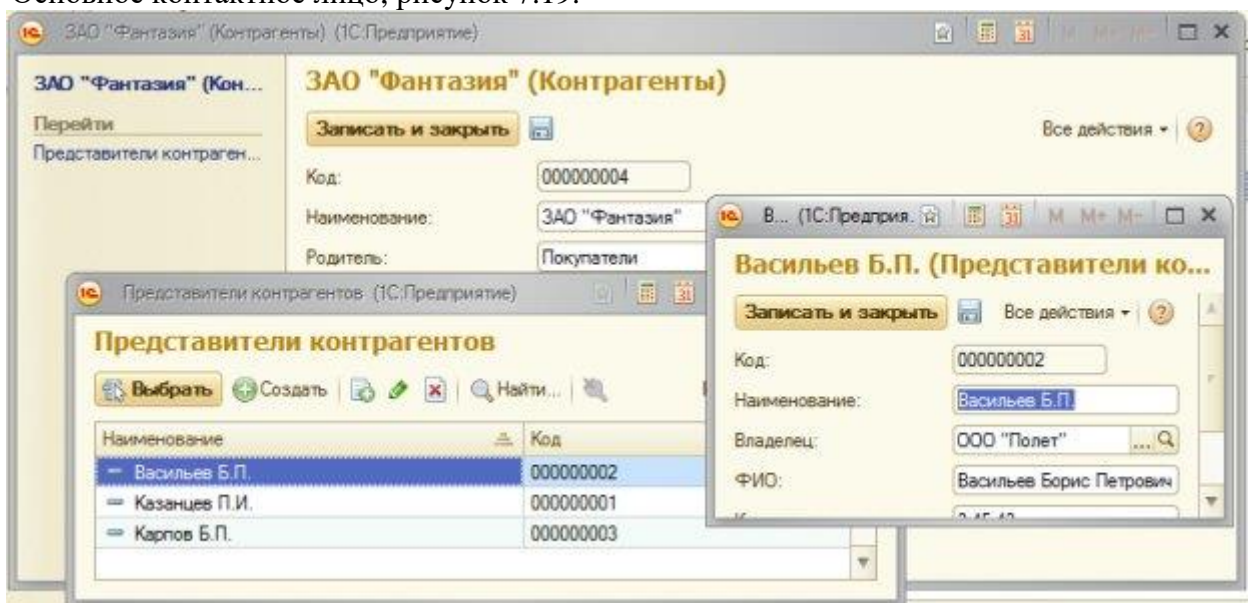 Основное контактное лицо, рисунок 7.19.
ЗАО "Фантазия" (Контрагенты) (1С:Предприятие)
M M+ M-
ЗАО "Фантазия" (Кон...
Перейти
Представители контраген...
ЗАО "Фантазия" (Контрагенты)
Записать и закрыть
Все действия
Код:
000000004
Наименование:
ЗАО "Фантазия"
Родитель:
Покупатели
Представители контрагентов (1С:Предприятие)
Представители контрагентов
Выбрать Создать Найти...
Наименование Код
Васильев Б.П. 000000002
Казанцев П.И. 000000001
Карпов Б.П. 000000003
В... (1С:Предприя. M M+ M-
Васильев Б.П. (Представители ко...
Записать и закрыть Все действия
Код: 000000002
Наименование: Васильев Б.П.
Владелец: ООО "Полет" ...
ФИО: Васильев Борис Петрович